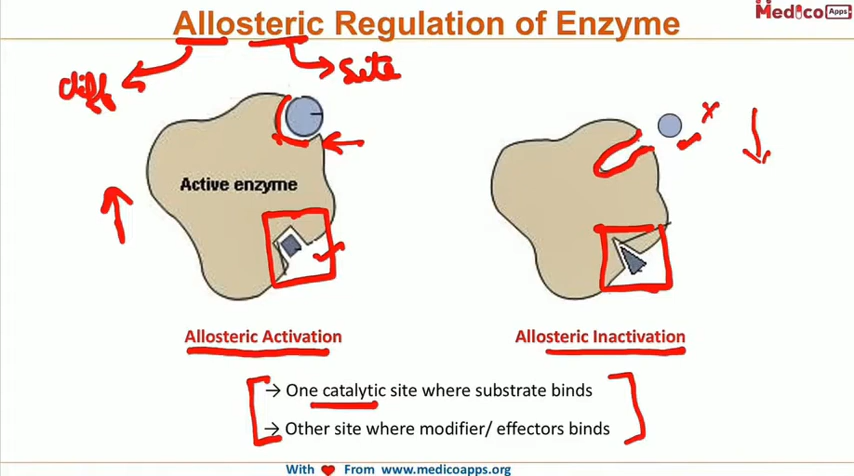 Allosteric Regulation of Enzyme
Medico Apps
diff
site
Active enzyme
x
Allosteric Activation
Allosteric Inactivation
→ One catalytic site where substrate binds
→ Other site where modifier/ effectors binds
With ❤ From www.medicoapps.org